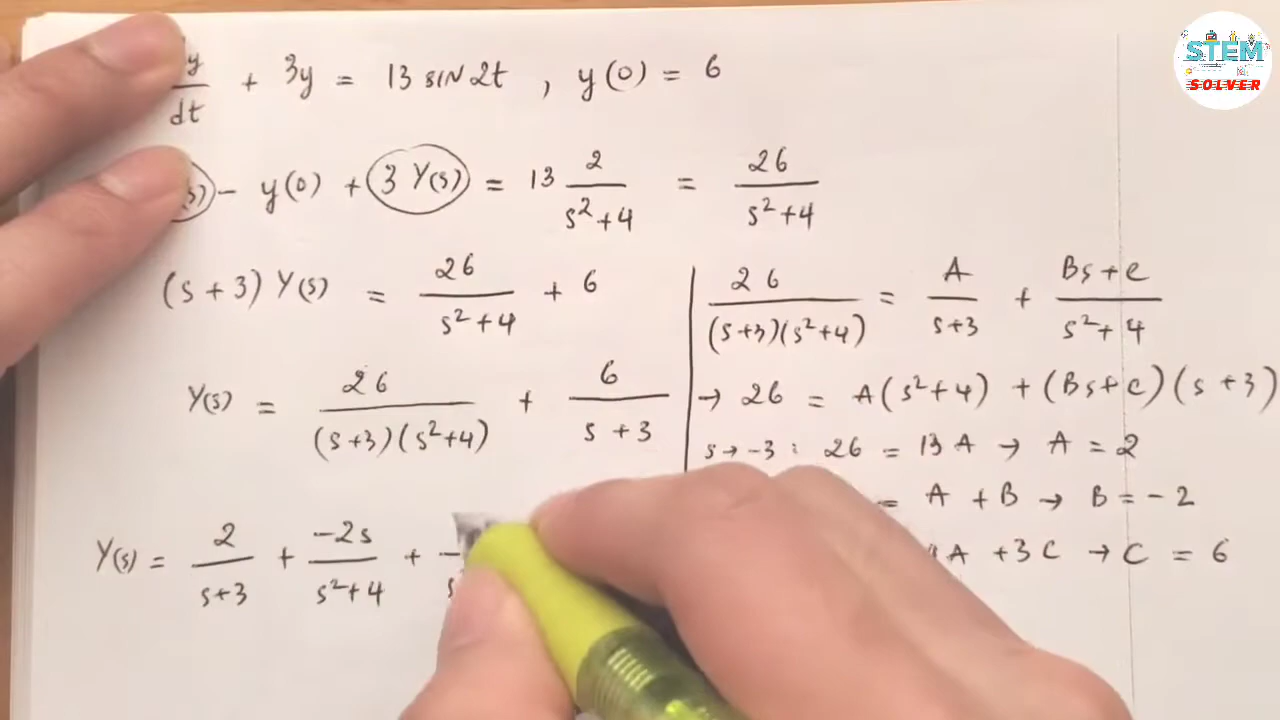 STEM
SOLVER
y/dt + 3y = 13 sin 2t , y(0) = 6
s) - y(0) + 3 Y(s) = 13 2/(s²+4) = 26/(s²+4)
(s+3) Y(s) = 26/(s²+4) + 6
Y(s) = 26/((s+3)(s²+4)) + 6/(s+3)
26/((s+3)(s²+4)) = A/(s+3) + (Bs+c)/(s²+4)
→ 26 = A(s²+4) + (Bs+c)(s+3)
s→-3 : 26 = 13 A → A = 2
= A + B → B = -2
A + 3C → C = 6
Y(s) = 2/(s+3) + -2s/(s²+4) +